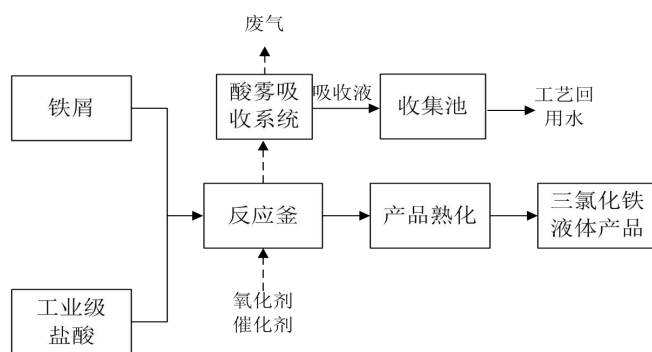 废气
铁屑
酸雾吸
收系统
吸收液
收集池
工艺回
用水
反应釜
产品熟化
三氯化铁
液体产品
工业级
盐酸
氧化剂
催化剂